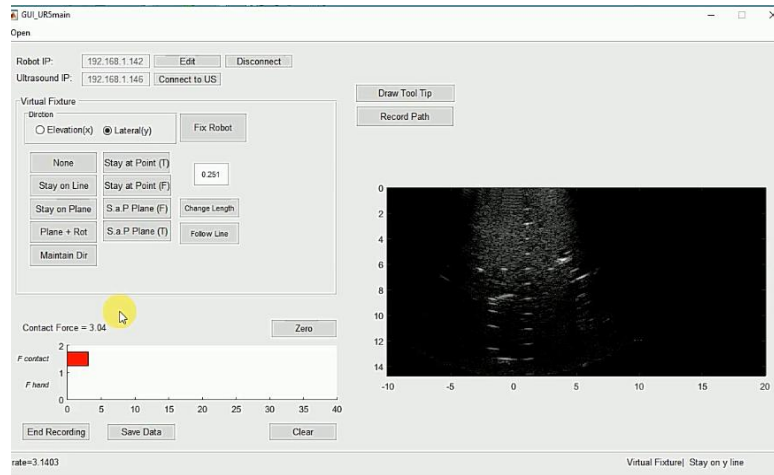 GUI_UR5main
Open
Robot IP: 192.168.1.142 Edit Disconnect
Ultrasound IP: 192.168.1.146 Connect to US
Draw Tool Tip
Record Path
Virtual Fixture
Dirction
Elevation(x) Lateral(y) Fix Robot
None Stay at Point (T)
0.251
Stay on Line Stay at Point (F)
Stay on Plane S.a.P Plane (F) Change Length
Plane + Rot S.a.P Plane (T) Follow Line
Maintain Dir
0
2
4
6
8
10
12
14
-10 -5 0 5 10 15 20
Contact Force = 3.04 Zero
2
F contact
1
F hand
0
0 5 10 15 20 25 30 35 40
End Recording Save Data Clear
rate=3.1403 Virtual Fixture| Stay on y line